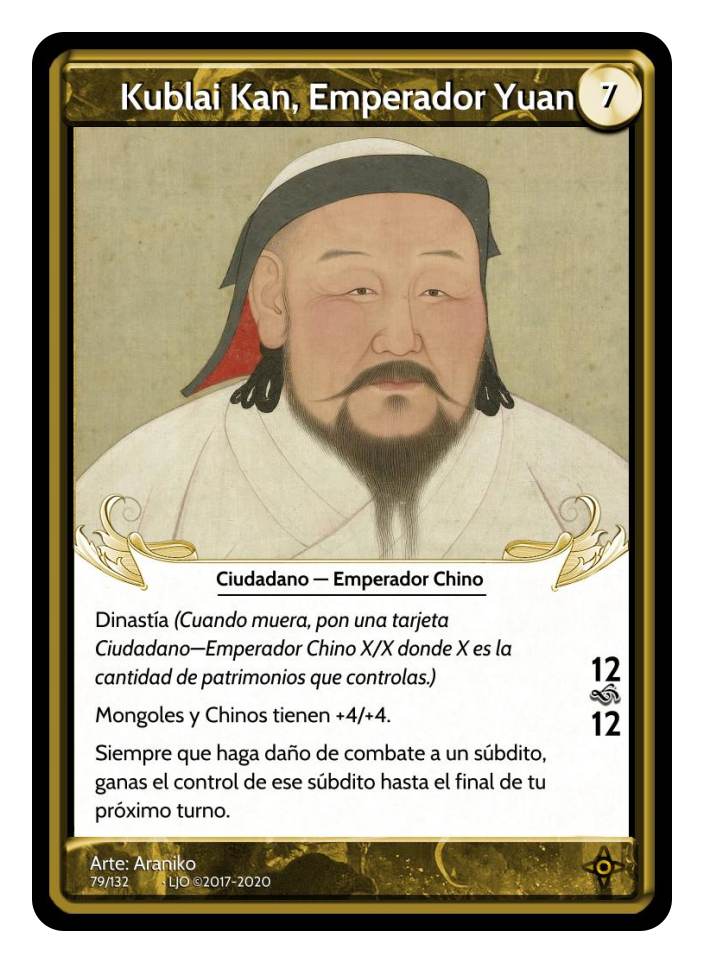 Kublai Kan, Emperador Yuan 7
Ciudadano — Emperador Chino
Dinastía (Cuando muera, pon una tarjeta
Ciudadano—Emperador Chino X/X donde X es la
cantidad de patrimonios que controlas.)
Mongoles y Chinos tienen +4/+4.
Siempre que haga daño de combate a un súbdito,
ganas el control de ese súbdito hasta el final de tu
próximo turno.
12
12
Arte: Araniko
79/132 · LJO ©2017-2020